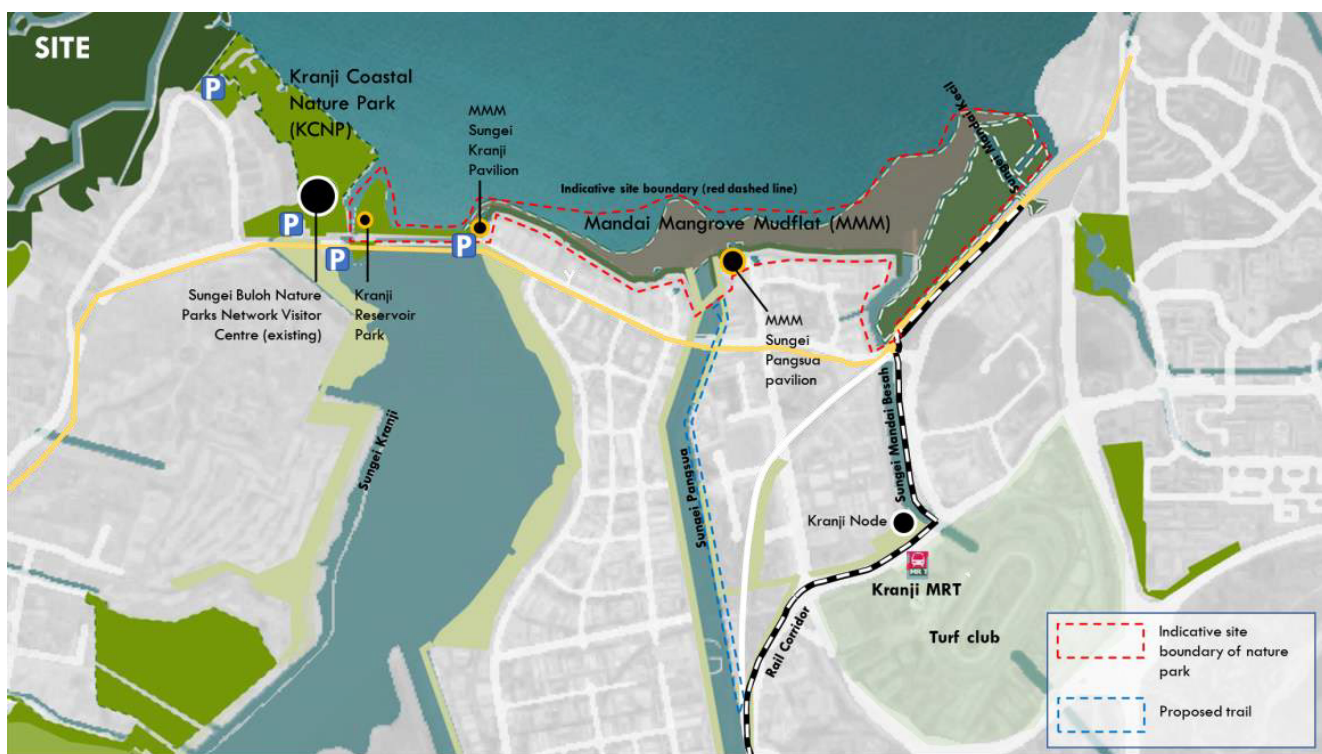 SITE
P
Kranji Coastal
Nature Park
(KCNP)
MMM
Sungei
Kranji
Pavilion
Sungei Mandai Kecil
Indicative site boundary (red dashed line)
Mandai Mangrove Mudflat (MMM)
P
P
P
Sungei Buloh Nature
Parks Network Visitor
Centre (existing)
Kranji
Reservoir
Park
MMM
Sungei
Pangsua
pavilion
Sungei Kranji
Sungei Pangsua
Sungei Mandai Besah
Kranji Node
MRT
Kranji MRT
Rail Corridor
Turf club
Indicative site
boundary of nature
park
Proposed trail